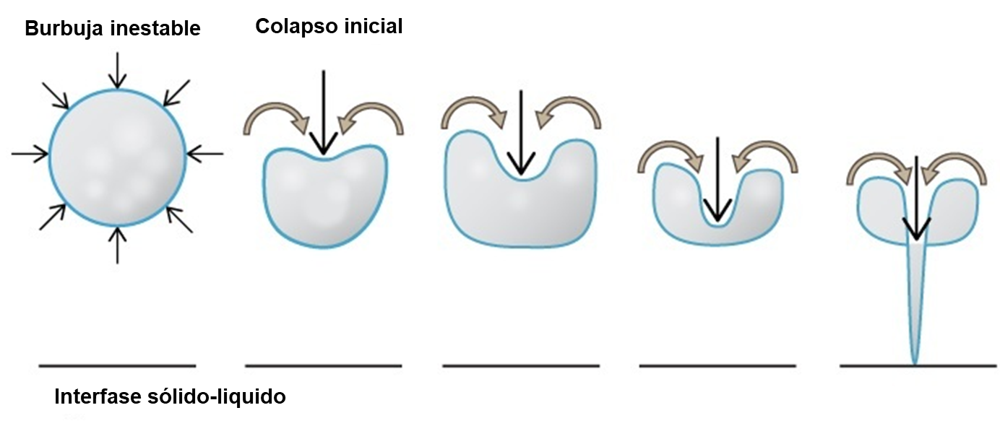 Burbuja inestable
Colapso inicial
Interfase sólido-liquido